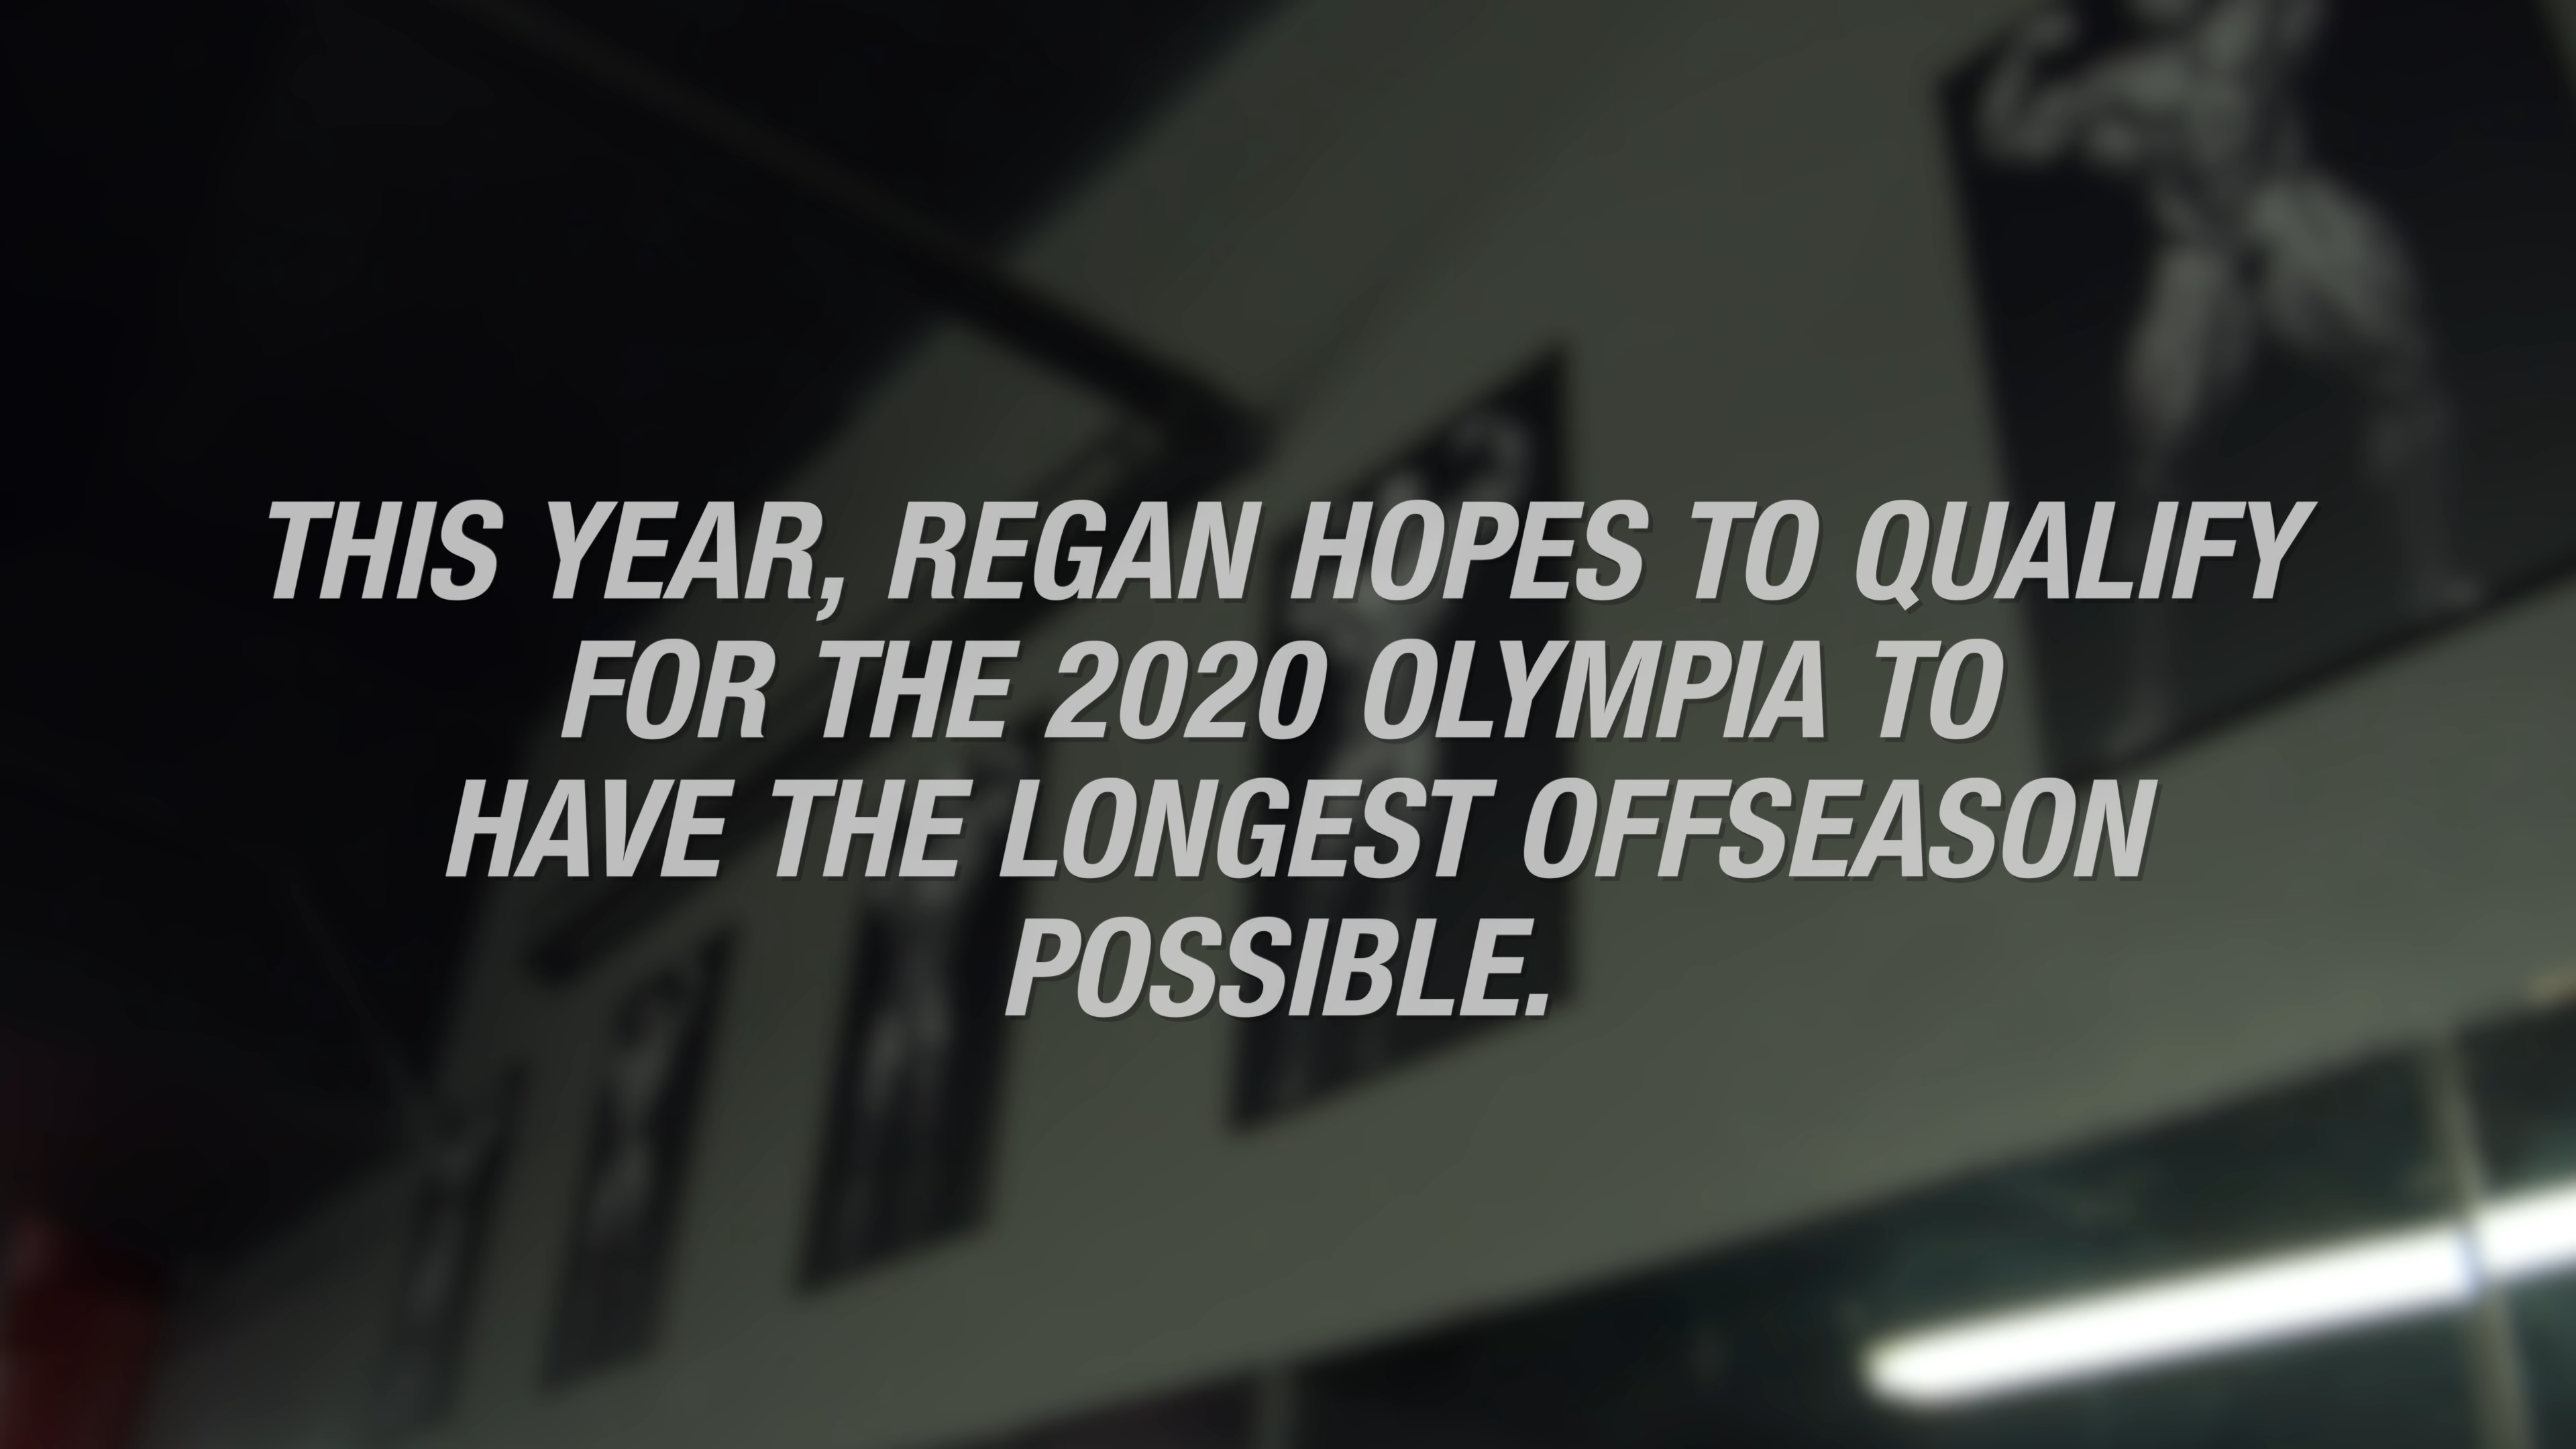 THIS YEAR, REGAN HOPES TO QUALIFY
FOR THE 2020 OLYMPIA TO
HAVE THE LONGEST OFFSEASON
POSSIBLE.